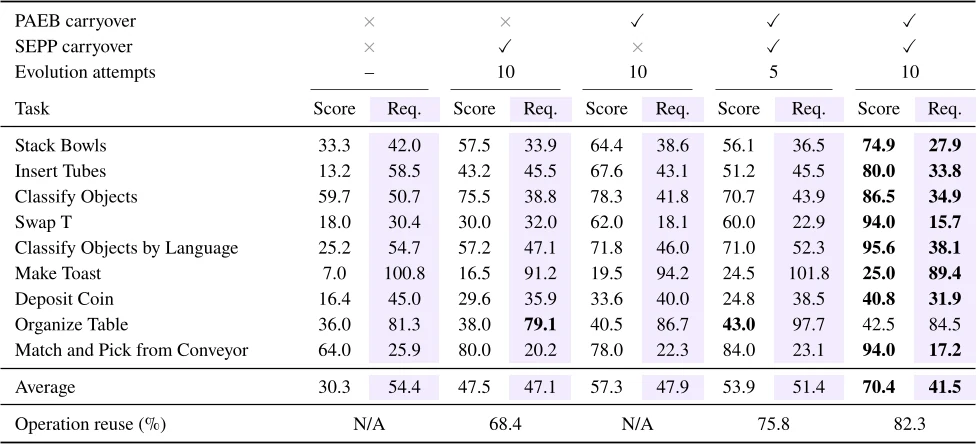 PAEB carryover × × ✓ ✓ ✓
SEPP carryover × ✓ × ✓ ✓
Evolution attempts – 10 10 5 10
Task Score Req. Score Req. Score Req. Score Req. Score Req.
Stack Bowls 33.3 42.0 57.5 33.9 64.4 38.6 56.1 36.5 74.9 27.9
Insert Tubes 13.2 58.5 43.2 45.5 67.6 43.1 51.2 45.5 80.0 33.8
Classify Objects 59.7 50.7 75.5 38.8 78.3 41.8 70.7 43.9 86.5 34.9
Swap T 18.0 30.4 30.0 32.0 62.0 18.1 60.0 22.9 94.0 15.7
Classify Objects by Language 25.2 54.7 57.2 47.1 71.8 46.0 71.0 52.3 95.6 38.1
Make Toast 7.0 100.8 16.5 91.2 19.5 94.2 24.5 101.8 25.0 89.4
Deposit Coin 16.4 45.0 29.6 35.9 33.6 40.0 24.8 38.5 40.8 31.9
Organize Table 36.0 81.3 38.0 79.1 40.5 86.7 43.0 97.7 42.5 84.5
Match and Pick from Conveyor 64.0 25.9 80.0 20.2 78.0 22.3 84.0 23.1 94.0 17.2
Average 30.3 54.4 47.5 47.1 57.3 47.9 53.9 51.4 70.4 41.5
Operation reuse (%) N/A 68.4 N/A 75.8 82.3